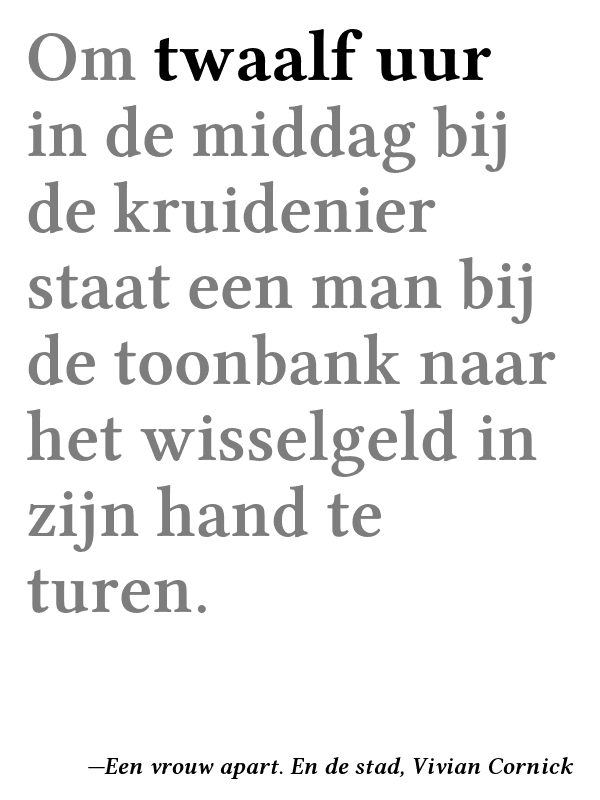 Om twaalf uur
in de middag bij
de kruidenier
staat een man bij
de toonbank naar
het wisselgeld in
zijn hand te
turen.
—Een vrouw apart. En de stad, Vivian Cornick